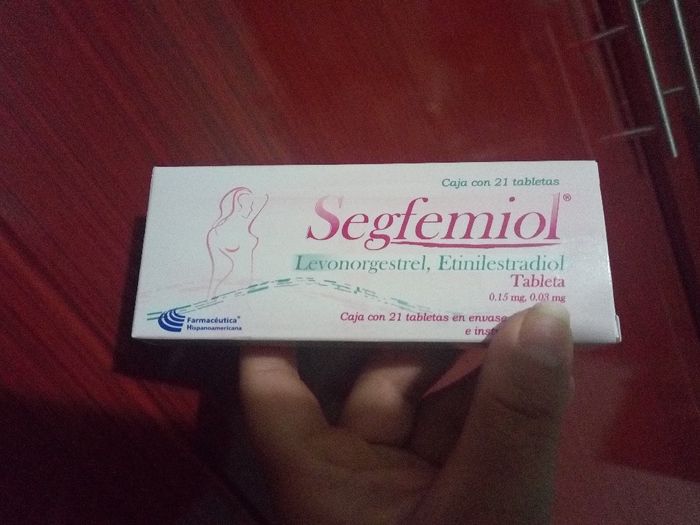 Caja con 21 tabletas
Segfemiol®
Levonorgestrel, Etinilestradiol
Tableta
0.15 mg, 0.03 mg
Farmacéutica®
Hispanoamericana
Caja con 21 tabletas en envase
e